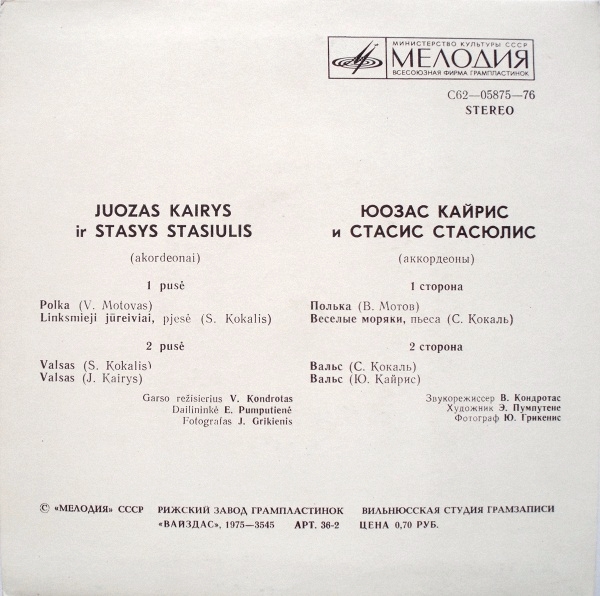 МИНИСТЕРСТВО КУЛЬТУРЫ СССР
МЕЛОДИЯ
ВСЕСОЮЗНАЯ ФИРМА ГРАМПЛАСТИНОК
С62—05875—76
STEREO
JUOZAS KAIRYS
ir STASYS STASIULIS
(akordeonai)
1 pusė
Polka (V. Motovas)
Linksmieji jūreiviai, pjesė (S. Kokalis)
2 pusė
Valsas (S. Kokalis)
Valsas (J. Kairys)
Garso režisierius V. Kondrotas
Dailininkė E. Pumputienė
Fotografas J. Grikienis
ЮОЗАС КАЙРИС
и СТАСИС СТАСЮЛИС
(аккордеоны)
1 сторона
Полька (В. Мотов)
Веселые моряки, пьеса (С. Кокаль)
2 сторона
Вальс (С. Кокаль)
Вальс (Ю. Кайрис)
Звукорежиссер В. Кондротас
Художник Э. Пумпутене
Фотограф Ю. Грикенис
© «МЕЛОДИЯ» СССР РИЖСКИЙ ЗАВОД ГРАМПЛАСТИНОК ВИЛЬНЮССКАЯ СТУДИЯ ГРАМЗАПИСИ
«ВАЙЗДАС», 1975—3545 АРТ. 36-2 ЦЕНА 0,70 РУБ.